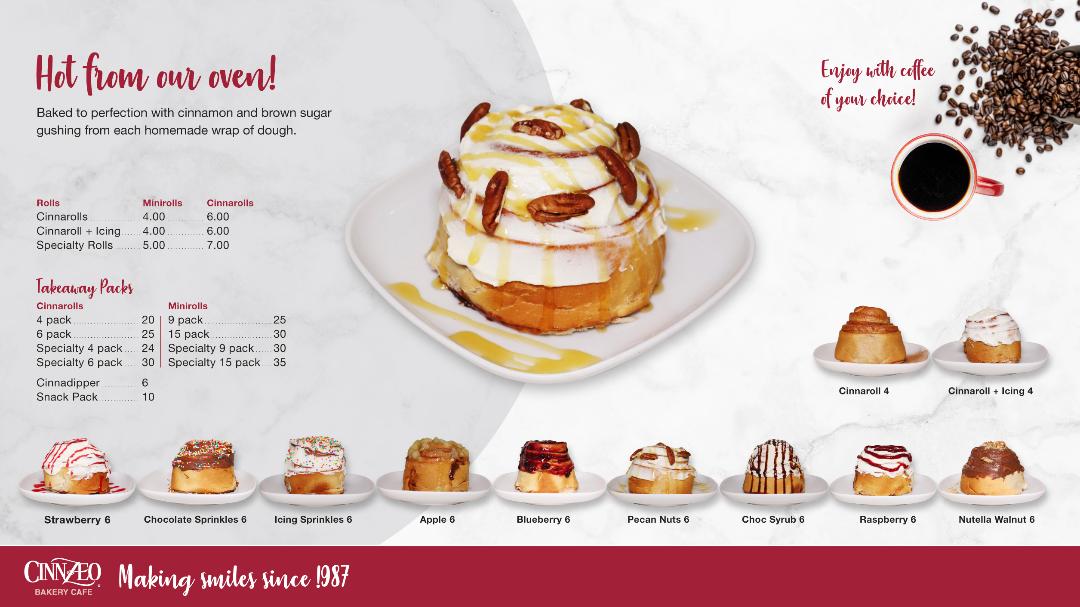 Hot from our oven!
Baked to perfection with cinnamon and brown sugar
gushing from each homemade wrap of dough.
Rolls Minirolls Cinnarolls
Cinnarolls 4.00 6.00
Cinnaroll + Icing 4.00 6.00
Specialty Rolls 5.00 7.00
Takeaway Packs
Cinnarolls
4 pack 20
6 pack 25
Specialty 4 pack 24
Specialty 6 pack 30
Minirolls
9 pack 25
15 pack 30
Specialty 9 pack 30
Specialty 15 pack 35
Cinnadipper 6
Snack Pack 10
Enjoy with coffee
of your choice!
Cinnaroll 4
Cinnaroll + Icing 4
Strawberry 6
Chocolate Sprinkles 6
Icing Sprinkles 6
Apple 6
Blueberry 6
Pecan Nuts 6
Choc Syrub 6
Raspberry 6
Nutella Walnut 6
CINNZEO
BAKERY CAFE
Making smiles since 1987